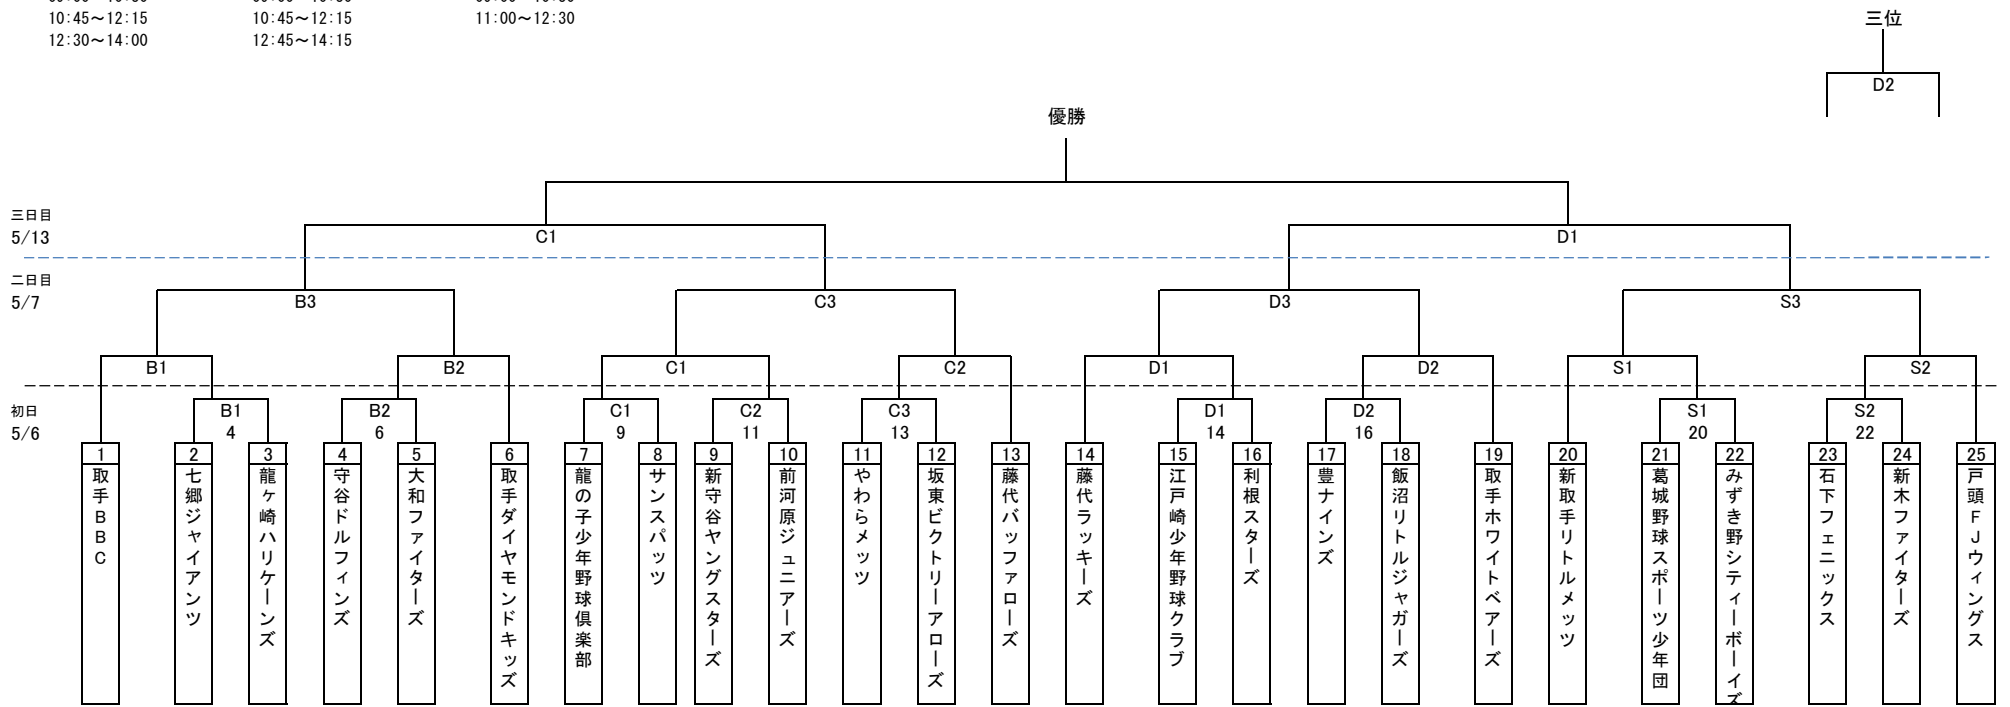 10:45～12:15
10:45～12:15
11:00～12:30
12:30～14:00
12:45～14:15
三位
D2
優勝
三日目
5/13
C1
D1
二日目
5/7
B3
C3
D3
S3
B1
B2
C1
C2
D1
D2
S1
S2
初日
5/6
B1
4
B2
6
C1
9
C2
11
C3
13
D1
14
D2
16
S1
20
S2
22
1
取手ＢＢＣ
2
七郷ジャイアンツ
3
龍ヶ崎ハリケーンズ
4
守谷ドルフィンズ
5
大和ファイターズ
6
取手ダイヤモンドキッズ
7
龍の子少年野球倶楽部
8
サンスパッツ
9
新守谷ヤングスターズ
10
前河原ジュニアーズ
11
やわらメッツ
12
坂東ビクトリーアローズ
13
藤代バッファローズ
14
藤代ラッキーズ
15
江戸崎少年野球クラブ
16
利根スターズ
17
豊ナインズ
18
飯沼リトルジャガーズ
19
取手ホワイトベアーズ
20
新取手リトルメッツ
21
葛城野球スポーツ少年団
22
みずき野シティーボーイズ
23
石下フェニックス
24
新木ファイターズ
25
戸頭ＦＪウィングス